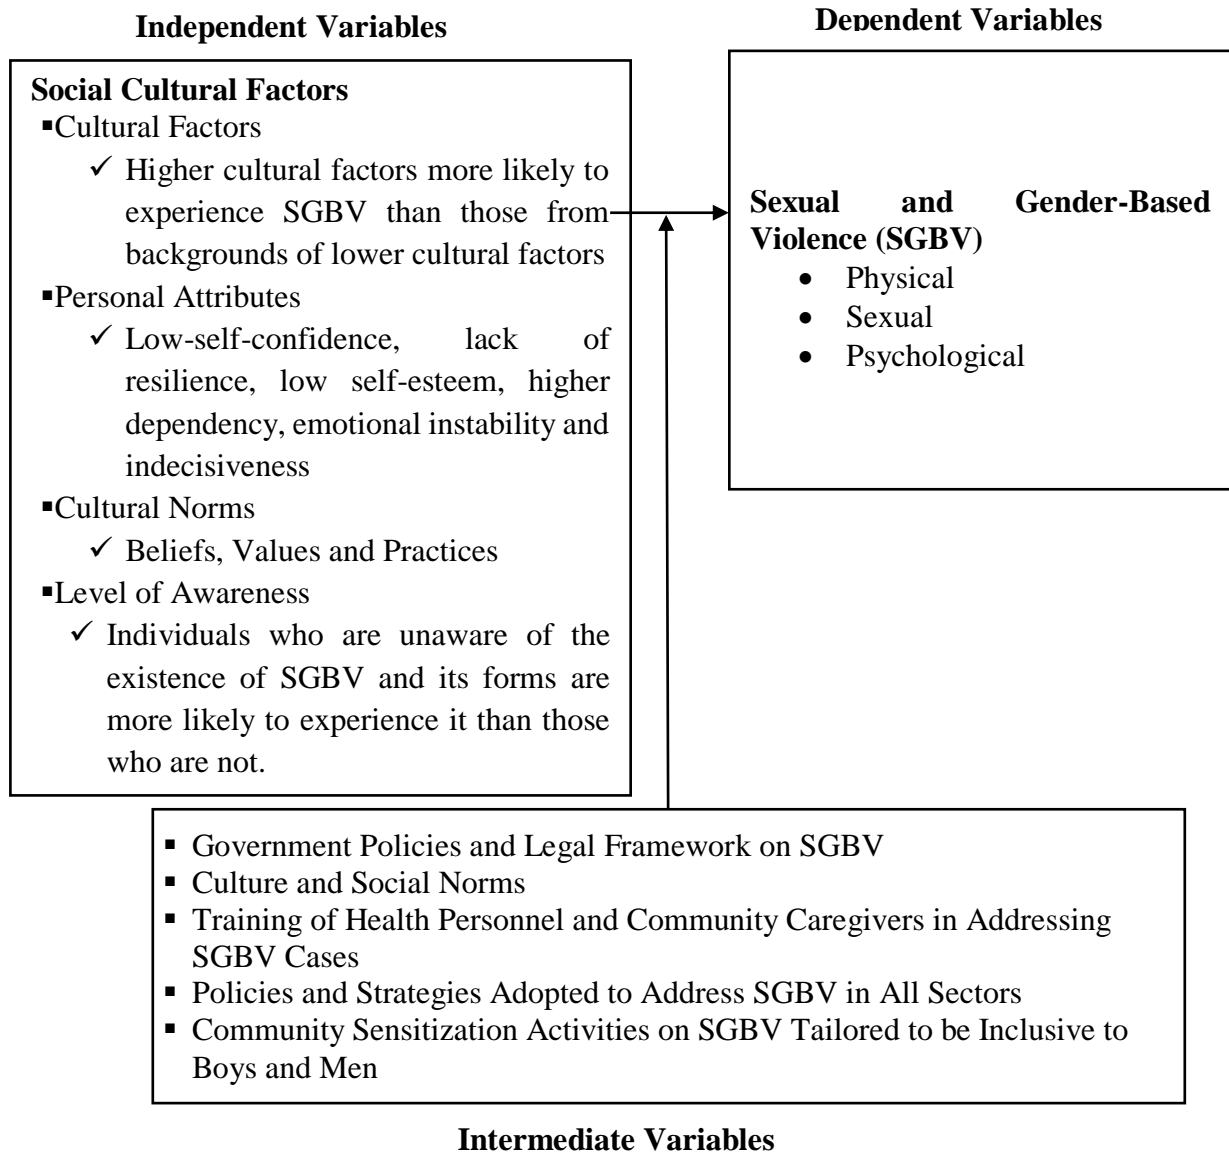 Independent Variables
Dependent Variables
Social Cultural Factors
▪Cultural Factors
✓ Higher cultural factors more likely to
experience SGBV than those from
backgrounds of lower cultural factors
▪Personal Attributes
✓ Low-self-confidence, lack of
resilience, low self-esteem, higher
dependency, emotional instability and
indecisiveness
▪Cultural Norms
✓ Beliefs, Values and Practices
▪Level of Awareness
✓ Individuals who are unaware of the
existence of SGBV and its forms are
more likely to experience it than those
who are not.
Sexual and Gender-Based
Violence (SGBV)
• Physical
• Sexual
• Psychological
▪ Government Policies and Legal Framework on SGBV
▪ Culture and Social Norms
▪ Training of Health Personnel and Community Caregivers in Addressing
SGBV Cases
▪ Policies and Strategies Adopted to Address SGBV in All Sectors
▪ Community Sensitization Activities on SGBV Tailored to be Inclusive to
Boys and Men
Intermediate Variables